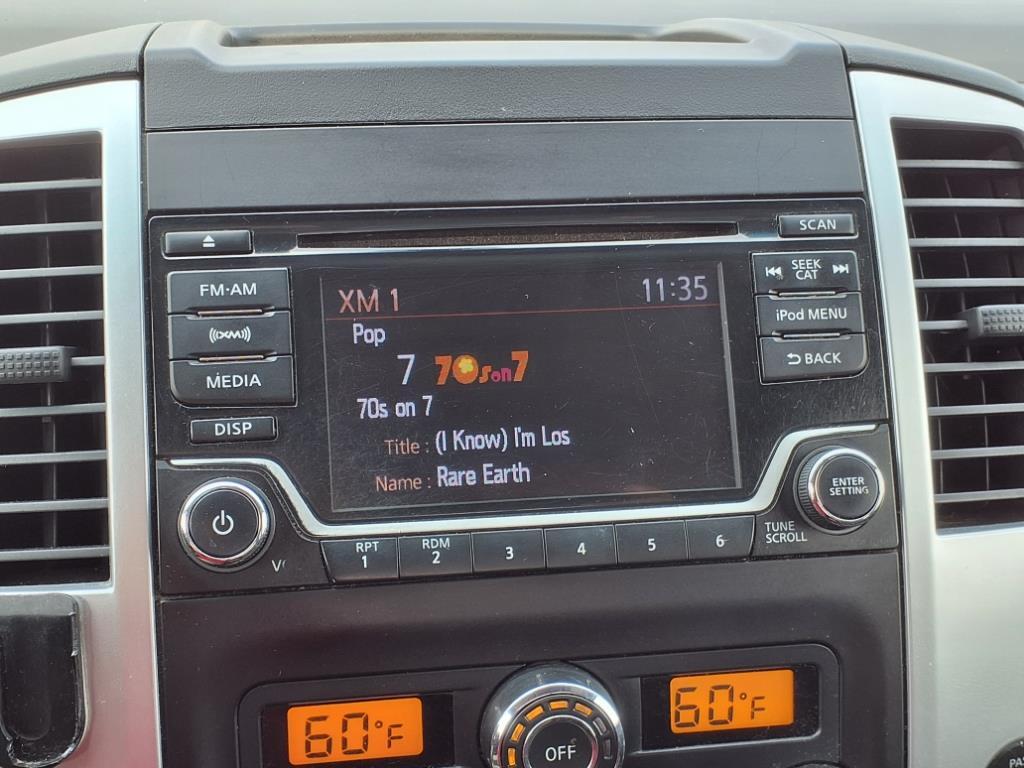 SCAN
FM·AM
SEEK
CAT
XM
iPod MENU
MEDIA
BACK
DISP
XM 1 11:35
Pop
7 70s on 7
70s on 7
Title : (I Know) I'm Los
Name : Rare Earth
ENTER
SETTING
TUNE
SCROLL
RPT
1
RDM
2
3
4
5
6
60°F
60°F
OFF